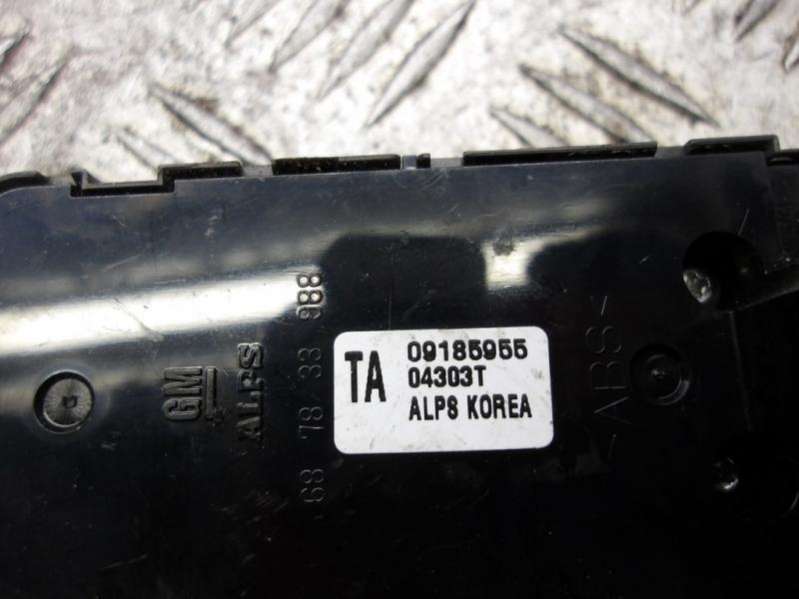 TA
09185955
04303T
ALPS KOREA
GM
ALPS
>ABS<